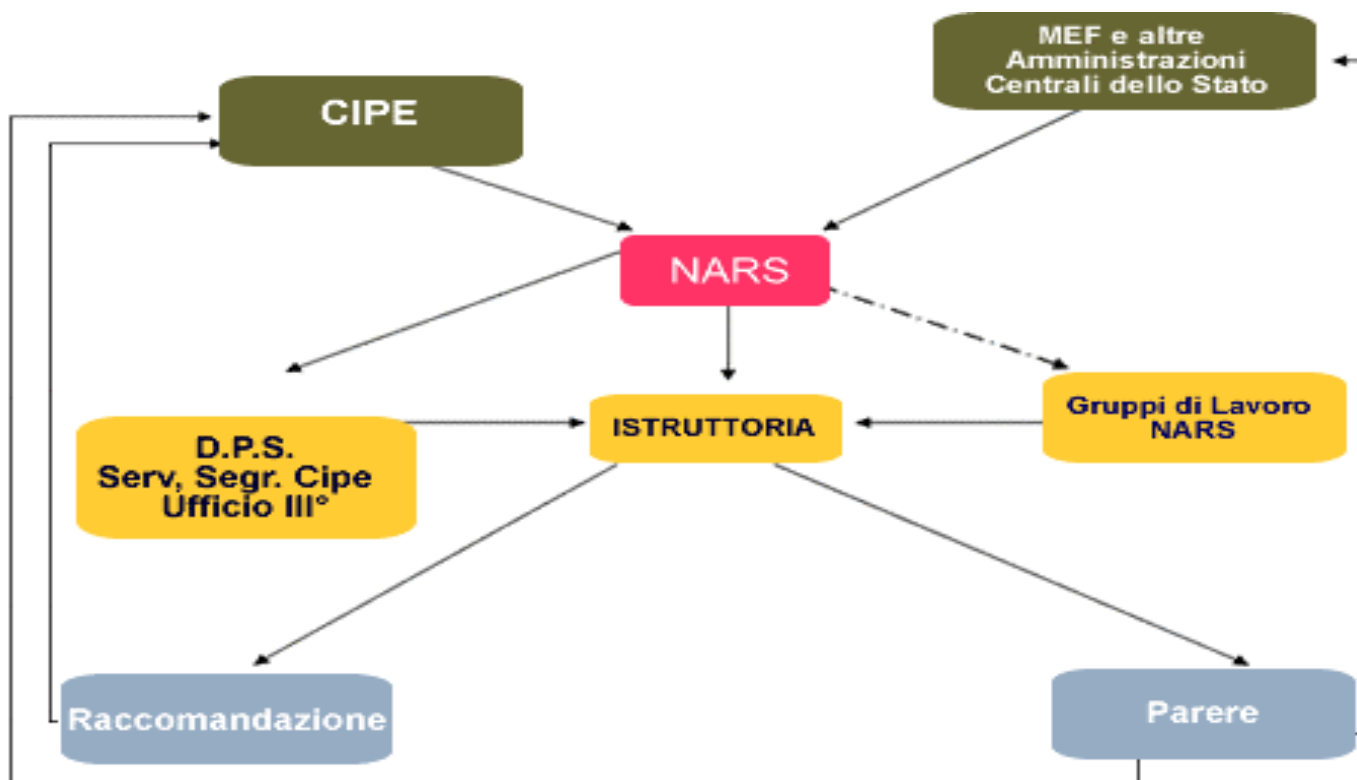 MEF e altre
Amministrazioni
Centrali dello Stato
CIPE
NARS
Gruppi di Lavoro
NARS
ISTRUTTORIA
D.P.S.
Serv, Segr. Cipe
Ufficio III°
Raccomandazione
Parere